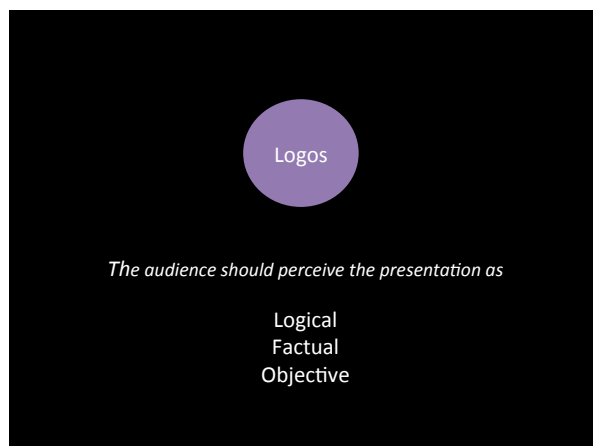 Logos
The audience should perceive the presentation as
Logical
Factual
Objective